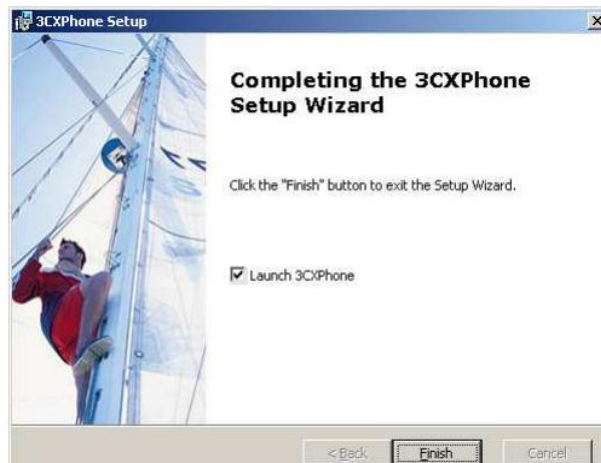 3CXPhone Setup
Completing the 3CXPhone
Setup Wizard
Click the "Finish" button to exit the Setup Wizard.
Launch 3CXPhone
< Back
Finish
Cancel